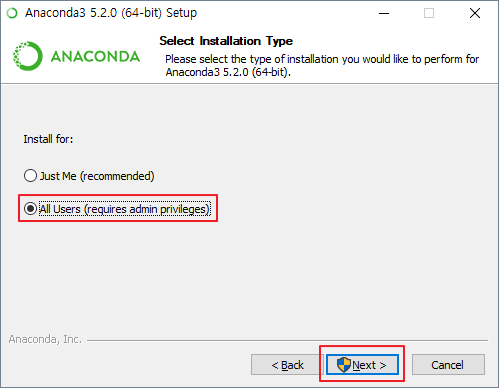 Anaconda3 5.2.0 (64-bit) Setup
ANACONDA
Select Installation Type
Please select the type of installation you would like to perform for
Anaconda3 5.2.0 (64-bit).
Install for:
Just Me (recommended)
All Users (requires admin privileges)
Anaconda, Inc.
< Back
Next >
Cancel